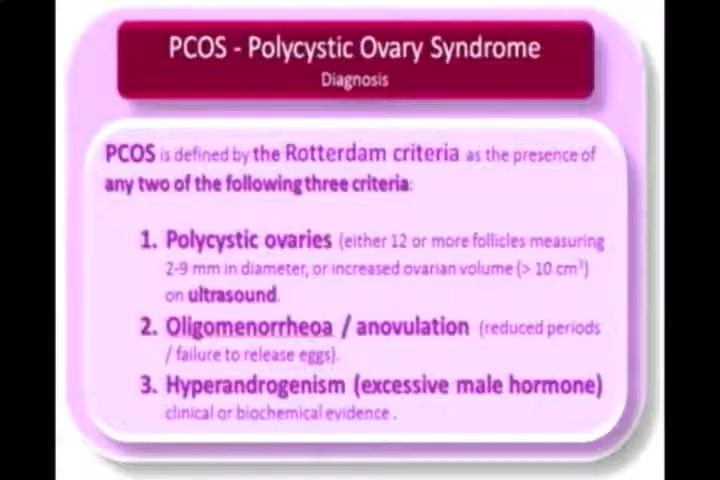 PCOS - Polycystic Ovary Syndrome
Diagnosis
PCOS is defined by the Rotterdam criteria as the presence of
any two of the following three criteria:
1. Polycystic ovaries (either 12 or more follicles measuring
2-9 mm in diameter, or increased ovarian volume (> 10 cm³)
on ultrasound.
2. Oligomenorrheoa / anovulation (reduced periods
/ failure to release eggs).
3. Hyperandrogenism (excessive male hormone)
clinical or biochemical evidence .